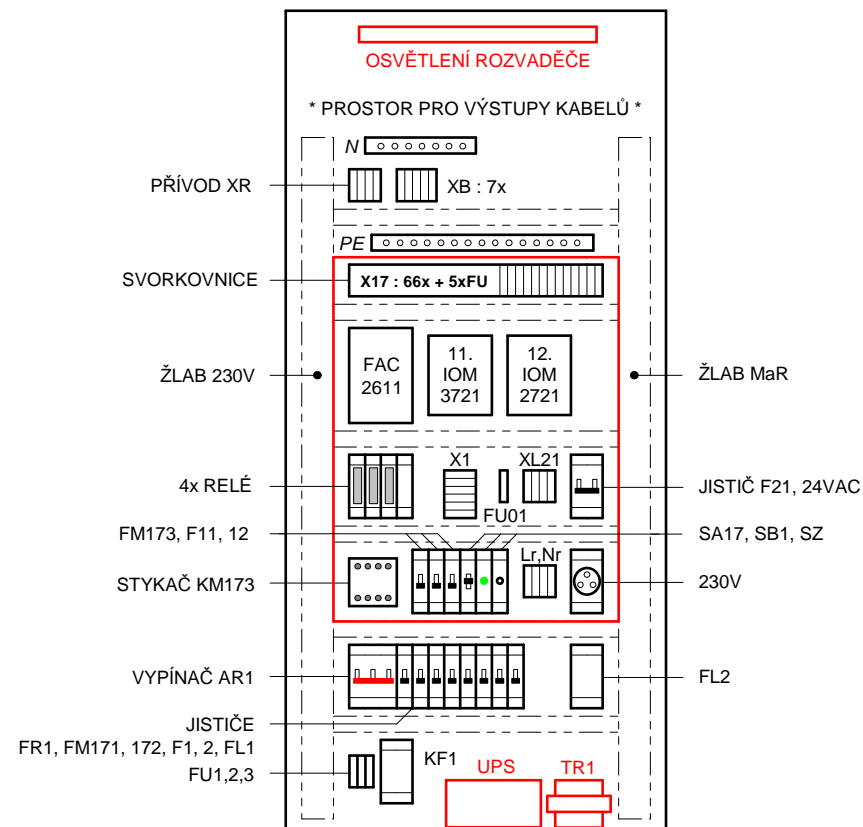 OSVĚTLENÍ ROZVADĚČE
* PROSTOR PRO VÝSTUPY KABELŮ *
N
PŘÍVOD XR
XB : 7x
PE
SVORKOVNICE
X17 : 66x + 5xFU
ŽLAB 230V
FAC
2611
11.
IOM
3721
12.
IOM
2721
ŽLAB MaR
4x RELÉ
X1
XL21
JISTIČ F21, 24VAC
FU01
FM173, F11, 12
SA17, SB1, SZ
Lr,Nr
STYKAČ KM173
230V
VYPÍNAČ AR1
FL2
JISTIČE
FR1, FM171, 172, F1, 2, FL1
FU1,2,3
KF1
UPS
TR1